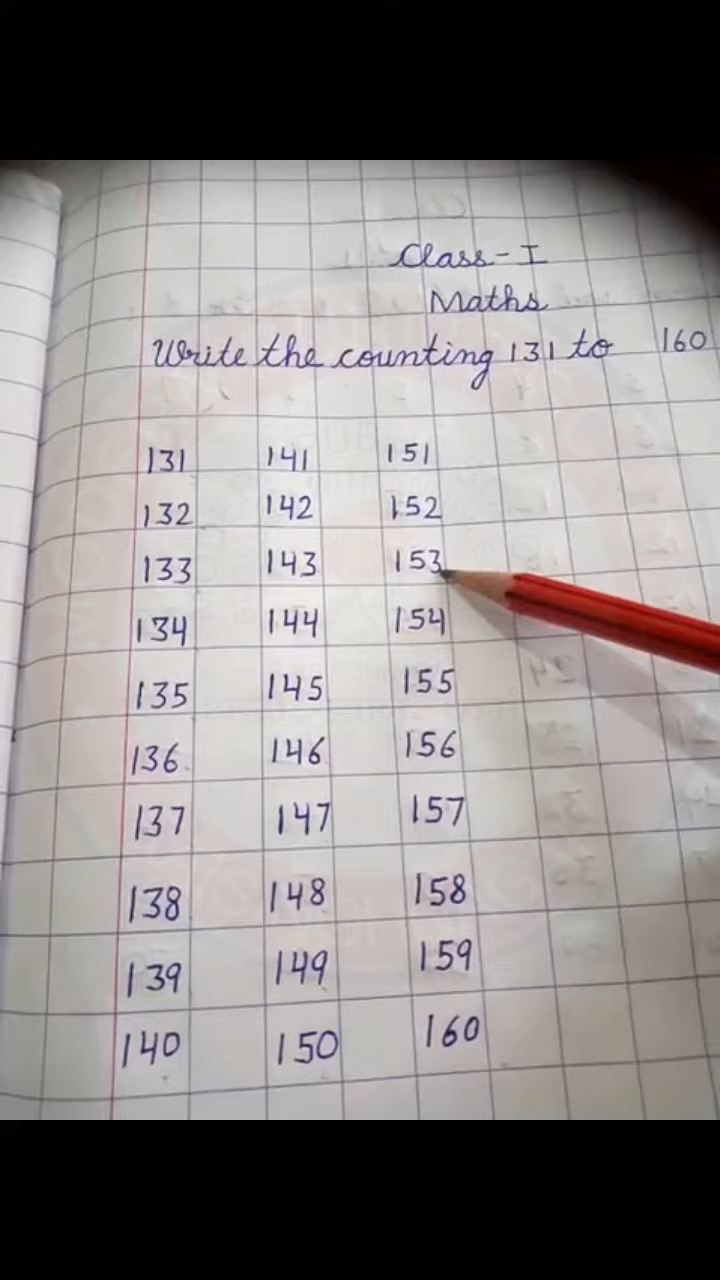 Class - I
Maths
Write the counting 131 to 160
131 141 151
132 142 152
133 143 153
134 144 154
135 145 155
136 146 156
137 147 157
138 148 158
139 149 159
140 150 160